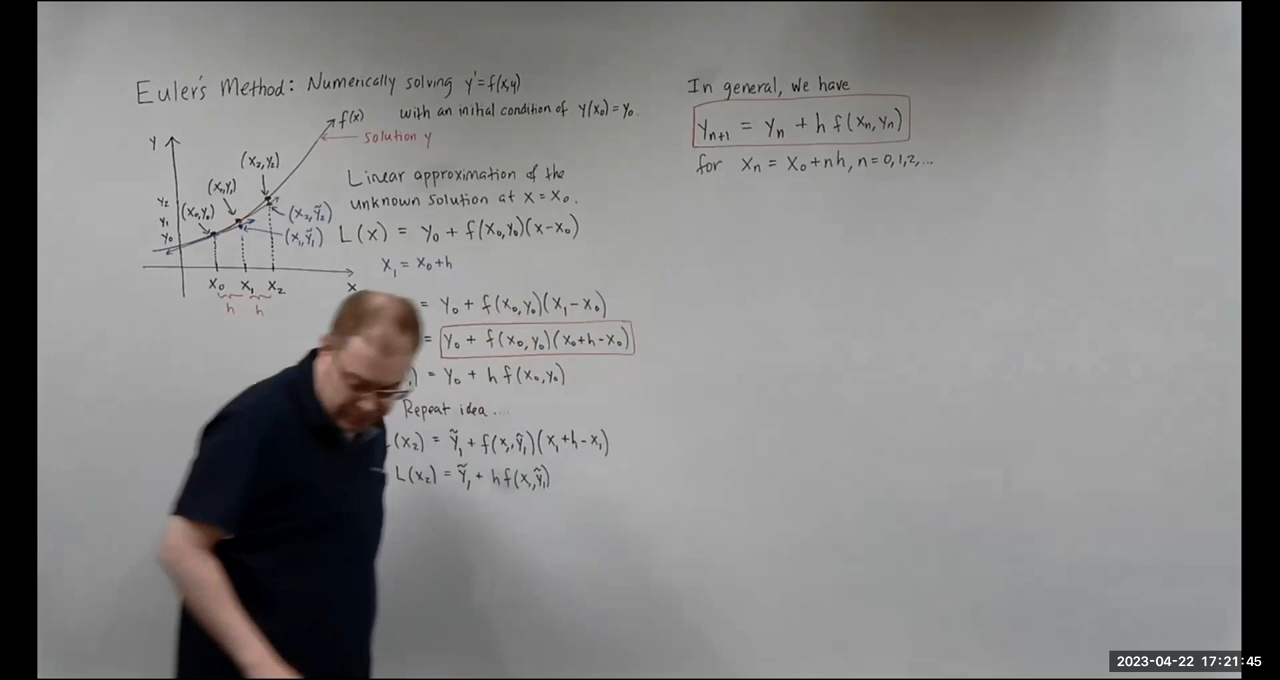 Euler's Method: Numerically solving y'=f(x,y)
with an initial condition of y(x₀)=y₀.
f(x)
solution y
Y
(x₂,y₂)
(x₁,y₁)
(x₀,y₀)
y₂
y₁
y₀
(x₂,ỹ₂)
(x₁,ỹ₁)
x₀ x₁ x₂ x
h h
Linear approximation of the
unknown solution at x=x₀.
L(x) = y₀ + f(x₀,y₀)(x-x₀)
x₁ = x₀+h
= y₀ + f(x₀,y₀)(x₁-x₀)
= y₀ + f(x₀,y₀)(x₀+h-x₀)
) = y₀ + h f(x₀,y₀)
Repeat idea....
(x₂) = ỹ₁ + f(x₁,ỹ₁)(x₁+h-x₁)
L(x₂) = ỹ₁ + h f(x₁,ỹ₁)
In general, we have
yₙ₊₁ = yₙ + h f(xₙ,yₙ)
for xₙ = x₀+nh, n=0,1,2,...
2023-04-22 17:21:45